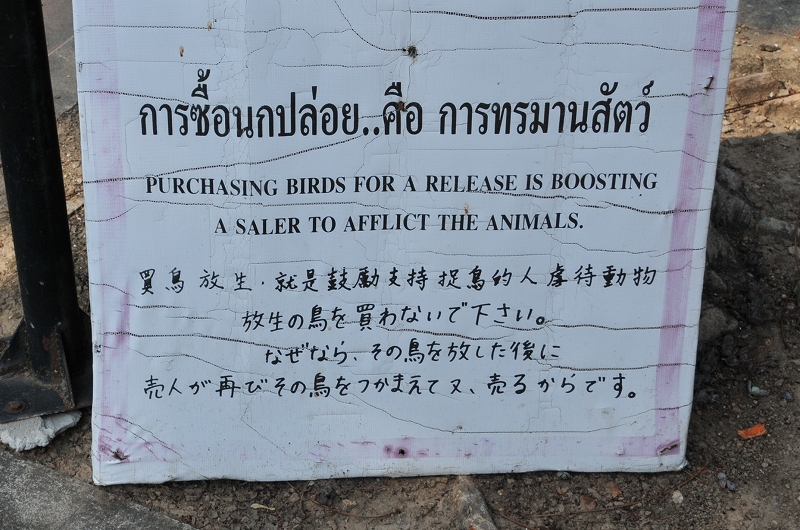 การซื้อนกปล่อย..คือ การทรมานสัตว์
PURCHASING BIRDS FOR A RELEASE IS BOOSTING
A SALER TO AFFLICT THE ANIMALS.
買鳥放生．就是鼓勵支持捉鳥的人虐待動物
放生の鳥を買わないで下さい。
なぜなら、その鳥を放した後に
売人が再びその鳥をつかまえて又、売るからです。